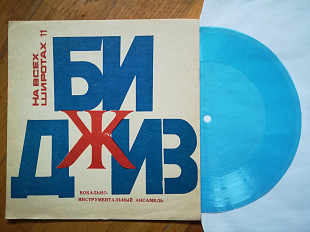 НА ВСЕХ
ШИРОТАХ 11
БИ
ДЖИЗ
ВОКАЛЬНО-
ИНСТРУМЕНТАЛЬНЫЙ АНСАМБЛЬ